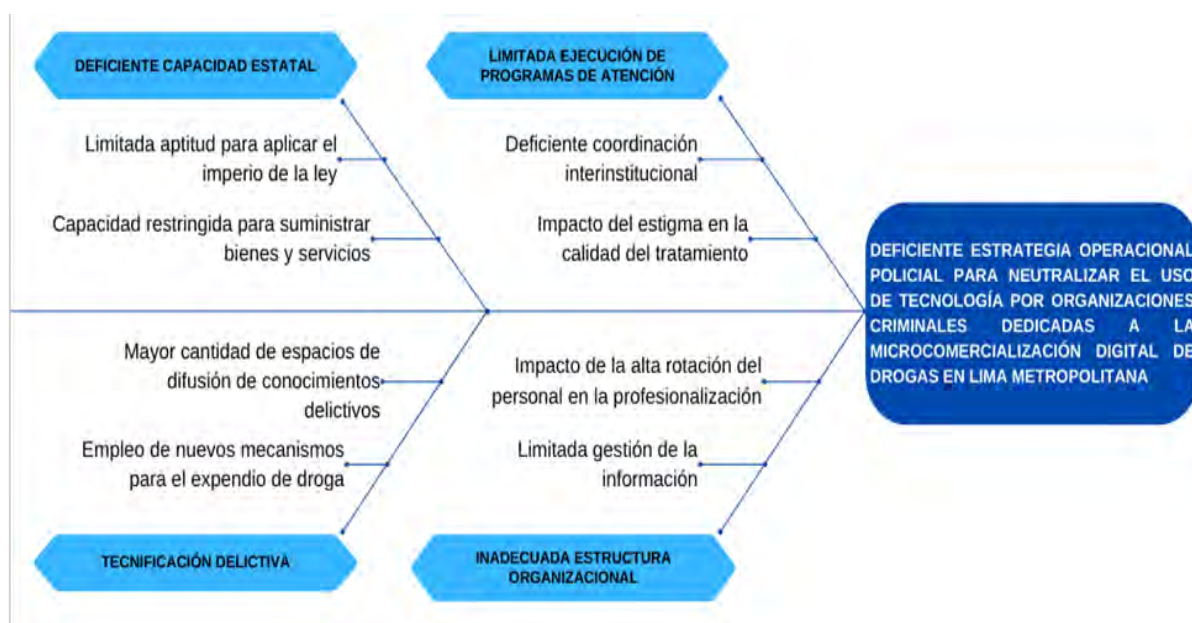 DEFICIENTE CAPACIDAD ESTATAL
Limitada aptitud para aplicar el
imperio de la ley
Capacidad restringida para suministrar
bienes y servicios
LIMITADA EJECUCIÓN DE
PROGRAMAS DE ATENCIÓN
Deficiente coordinación
interinstitucional
Impacto del estigma en la
calidad del tratamiento
Mayor cantidad de espacios de
difusión de conocimientos
delictivos
Empleo de nuevos mecanismos
para el expendio de droga
TECNIFICACIÓN DELICTIVA
Impacto de la alta rotación del
personal en la profesionalización
Limitada gestión de la
información
INADECUADA ESTRUCTURA
ORGANIZACIONAL
DEFICIENTE ESTRATEGIA OPERACIONAL
POLICIAL PARA NEUTRALIZAR EL USO
DE TECNOLOGÍA POR ORGANIZACIONES
CRIMINALES DEDICADAS A LA
MICROCOMERCIALIZACIÓN DIGITAL DE
DROGAS EN LIMA METROPOLITANA